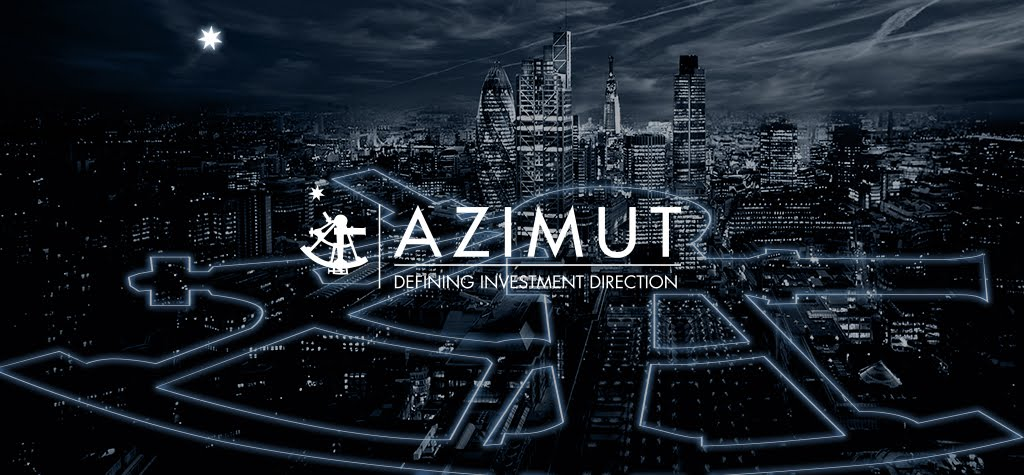 AZIMUT
DEFINING INVESTMENT DIRECTION